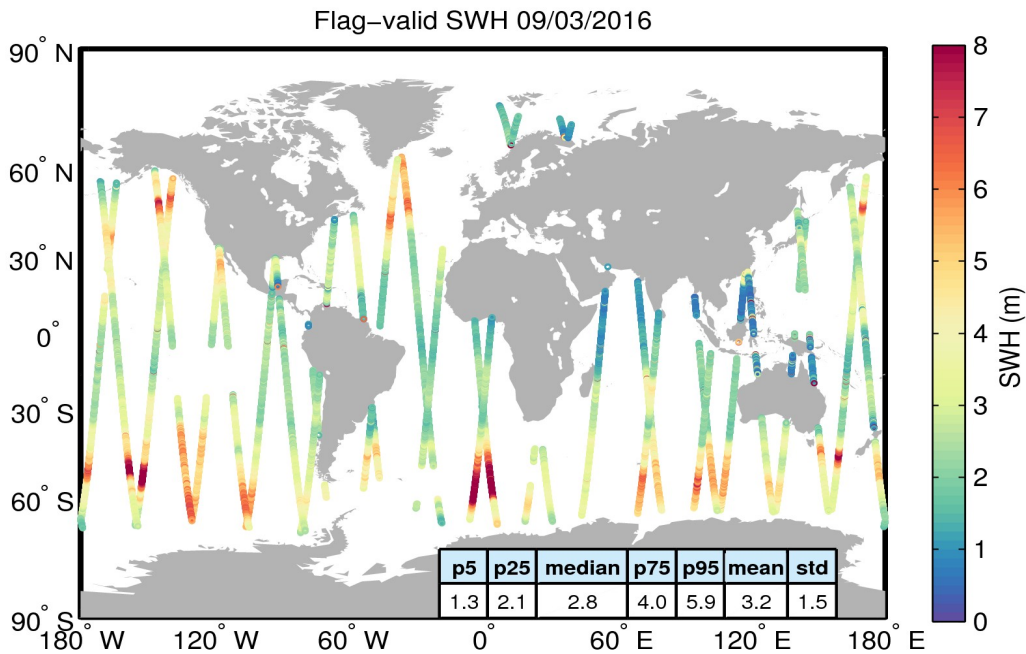 Flag−valid SWH 09/03/2016
90° N
60° N
30° N
0°
30° S
60° S
90° S
180° W
120° W
60° W
0°
60° E
120° E
180° E
p5 p25 median p75 p95 mean std
1.3 2.1 2.8 4.0 5.9 3.2 1.5
8
7
6
5
4
3
2
1
0
SWH (m)